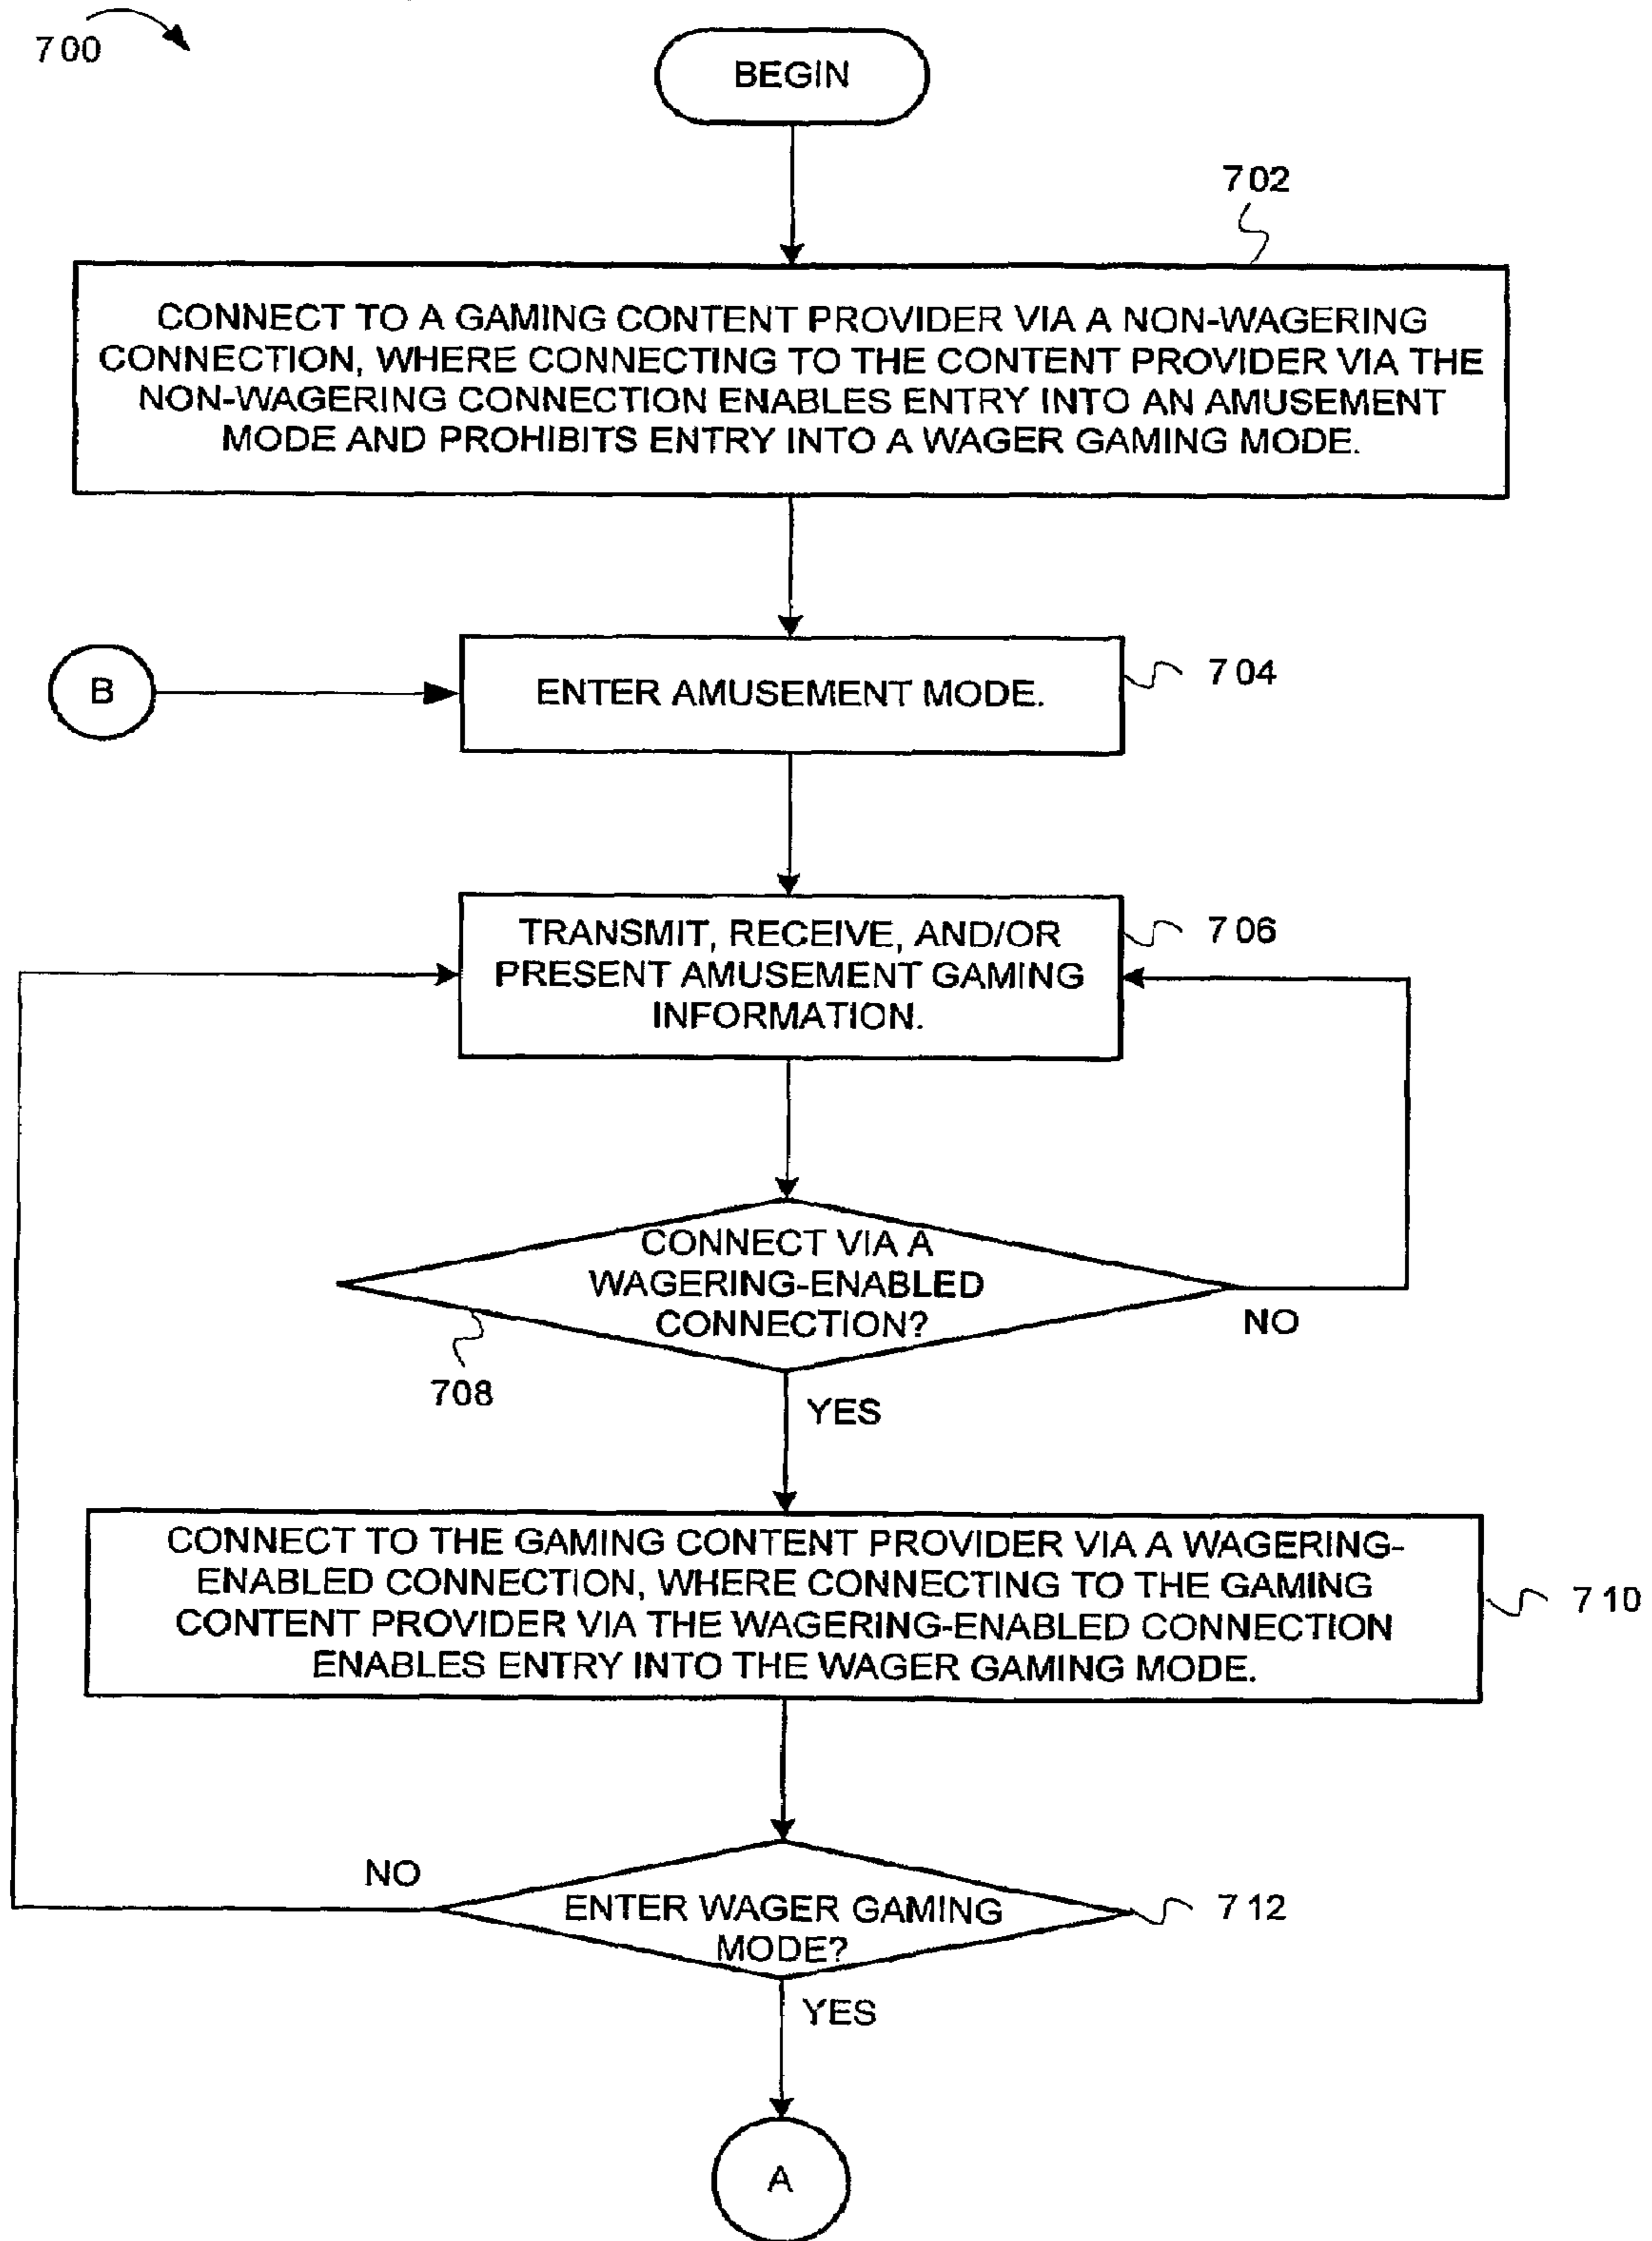 700
BEGIN
702
CONNECT TO A GAMING CONTENT PROVIDER VIA A NON-WAGERING
CONNECTION, WHERE CONNECTING TO THE CONTENT PROVIDER VIA THE
NON-WAGERING CONNECTION ENABLES ENTRY INTO AN AMUSEMENT
MODE AND PROHIBITS ENTRY INTO A WAGER GAMING MODE.
B
ENTER AMUSEMENT MODE.
704
TRANSMIT, RECEIVE, AND/OR
PRESENT AMUSEMENT GAMING
INFORMATION.
706
CONNECT VIA A
WAGERING-ENABLED
CONNECTION?
NO
708
YES
CONNECT TO THE GAMING CONTENT PROVIDER VIA A WAGERING-
ENABLED CONNECTION, WHERE CONNECTING TO THE GAMING
CONTENT PROVIDER VIA THE WAGERING-ENABLED CONNECTION
ENABLES ENTRY INTO THE WAGER GAMING MODE.
710
NO
ENTER WAGER GAMING
MODE?
712
YES
A